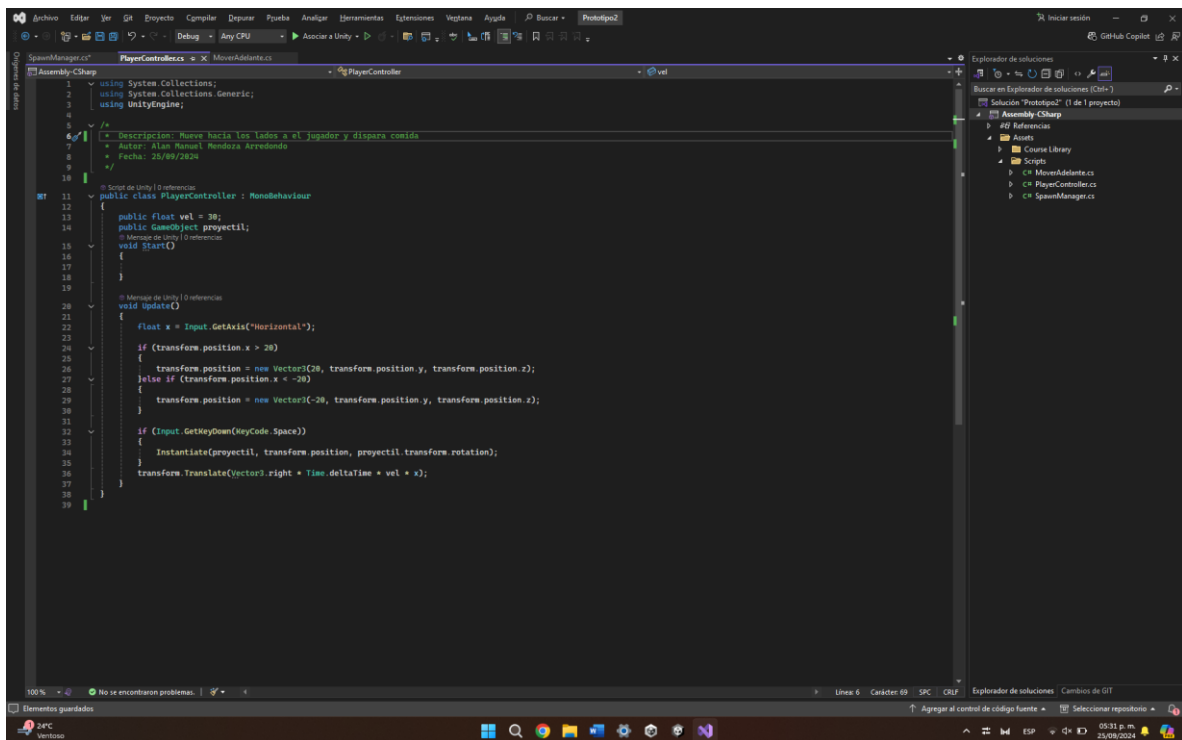 Archivo Editar Ver Git Proyecto Compilar Depurar Prueba Analizar Herramientas Extensiones Ventana Ayuda Buscar Prototipo2 Iniciar sesión
Debug Any CPU Asociar a Unity GitHub Copilot
Orígenes de datos
SpawnManager.cs* PlayerController.cs MoverAdelante.cs
Assembly-CSharp PlayerController vel
1 using System.Collections;
2 using System.Collections.Generic;
3 using UnityEngine;
4
5 /*
6 * Descripcion: Mueve hacia los lados a el jugador y dispara comida
7 * Autor: Alan Manuel Mendoza Arredondo
8 * Fecha: 25/09/2024
9 */
10
Script de Unity | 0 referencias
11 public class PlayerController : MonoBehaviour
12 {
13 public float vel = 30;
14 public GameObject proyectil;
Mensaje de Unity | 0 referencias
15 void Start()
16 {
17
18 }
19
Mensaje de Unity | 0 referencias
20 void Update()
21 {
22 float x = Input.GetAxis("Horizontal");
23
24 if (transform.position.x > 20)
25 {
26 transform.position = new Vector3(20, transform.position.y, transform.position.z);
27 }else if (transform.position.x < -20)
28 {
29 transform.position = new Vector3(-20, transform.position.y, transform.position.z);
30 }
31
32 if (Input.GetKeyDown(KeyCode.Space))
33 {
34 Instantiate(proyectil, transform.position, proyectil.transform.rotation);
35 }
36 transform.Translate(Vector3.right * Time.deltaTime * vel * x);
37 }
38 }
39
Explorador de soluciones
Buscar en Explorador de soluciones (Ctrl+')
Solución "Prototipo2" (1 de 1 proyecto)
Assembly-CSharp
References
Assets
Course Library
Scripts
C# MoverAdelante.cs
C# PlayerController.cs
C# SpawnManager.cs
100 % No se encontraron problemas. Línea: 6 Carácter: 69 SPC CRLF
Explorador de soluciones Cambios de GIT
Elementos guardados Agregar al control de código fuente Seleccionar repositorio
24°C
Ventoso
ESP
05:31 p. m.
25/09/2024